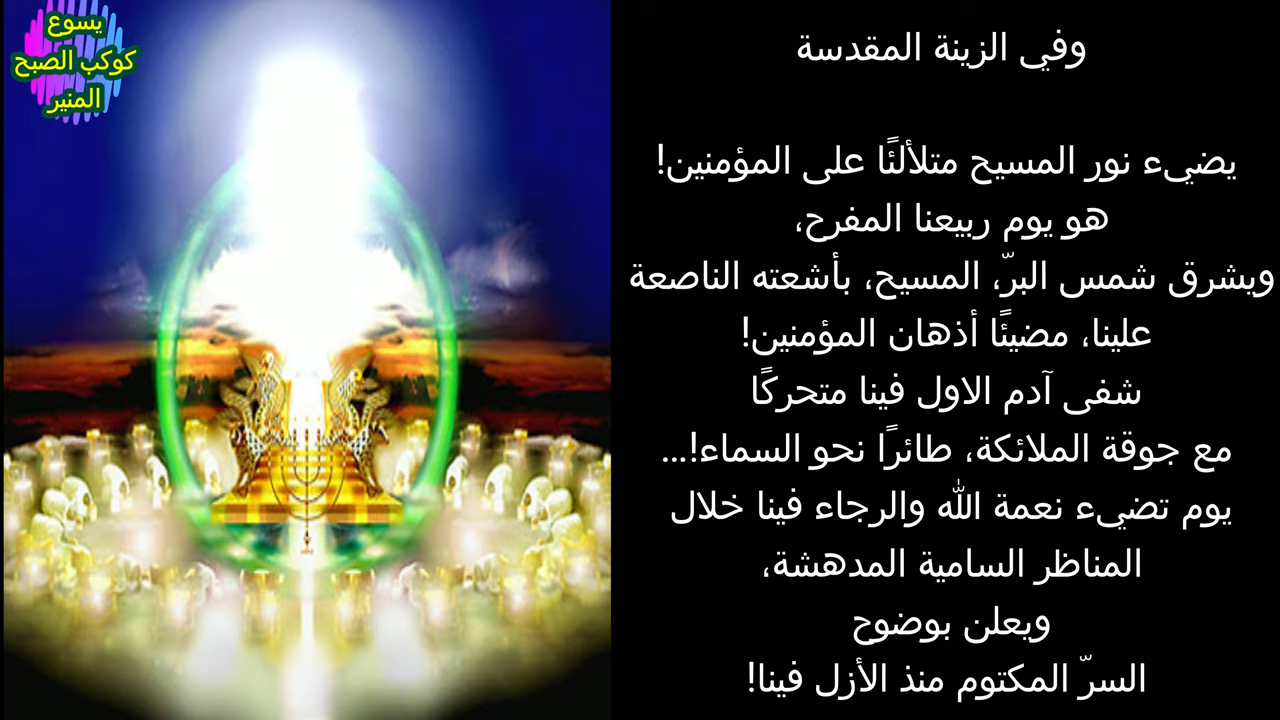 يسوع
كوكب الصبح
المنير
وفي الزينة المقدسة
يضيء نور المسيح متلألئًا على المؤمنين!
هو يوم ربيعنا المفرح،
ويشرق شمس البرّ، المسيح، بأشعته الناصعة
علينا، مضيئًا أذهان المؤمنين!
شفى آدم الاول فينا متحركًا
مع جوقة الملائكة، طائرًا نحو السماء!...
يوم تضيء نعمة الله والرجاء فينا خلال
المناظر السامية المدهشة،
ويعلن بوضوح
السرّ المكتوم منذ الأزل فينا!